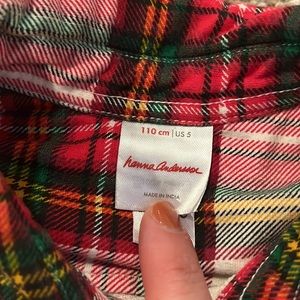 110 cm | US 5
hanna Andersson
MADE IN INDIA